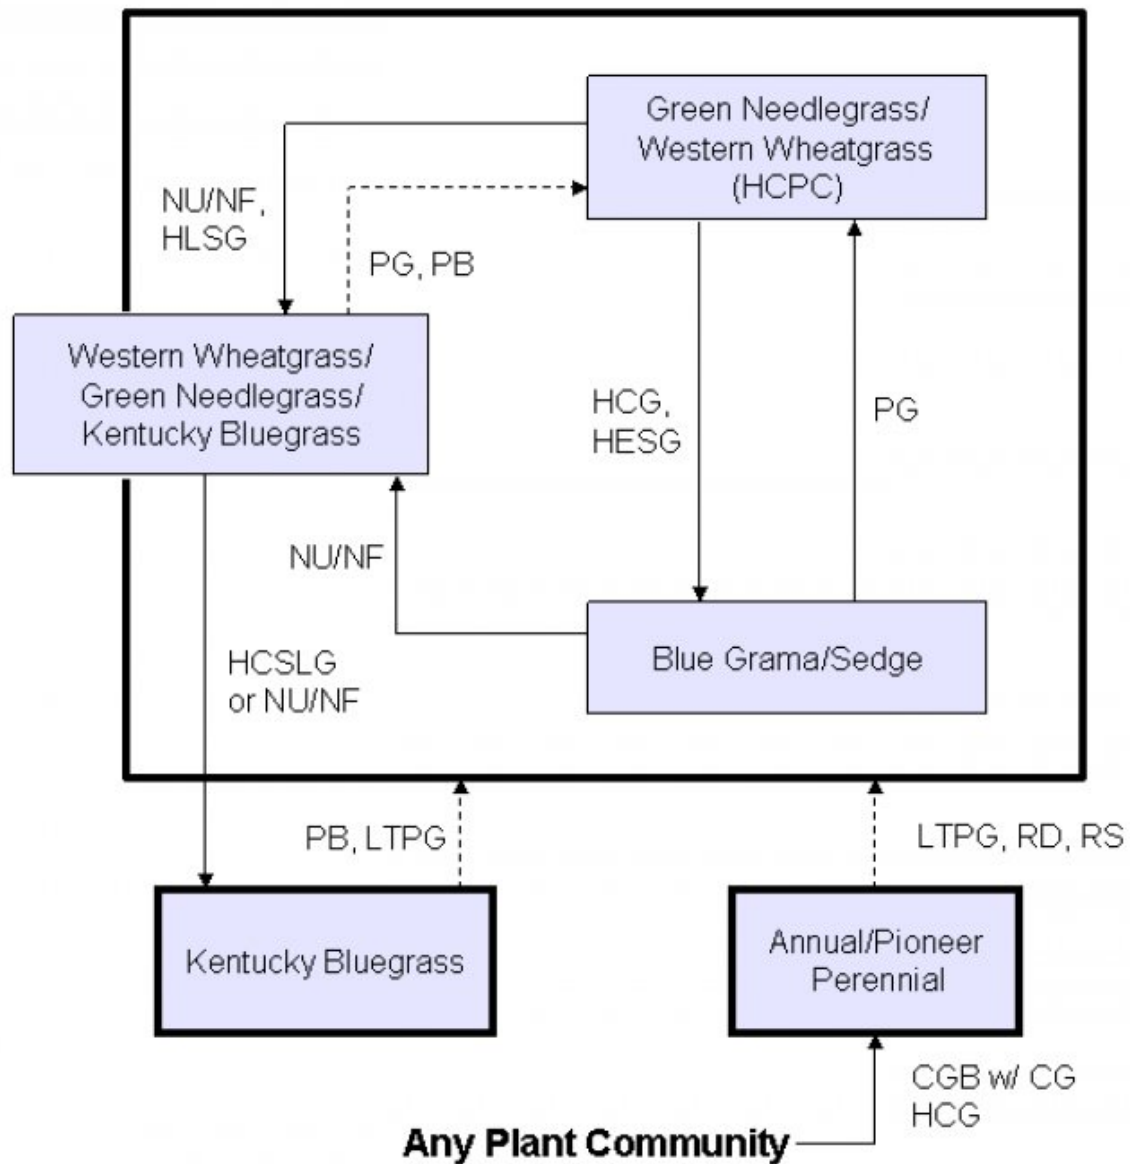 Green Needlegrass/
Western Wheatgrass
(HCPC)
NU/NF,
HLSG
PG, PB
Western Wheatgrass/
Green Needlegrass/
Kentucky Bluegrass
HCG,
HESG
PG
NU/NF
Blue Grama/Sedge
HCSLG
or NU/NF
PB, LTPG
LTPG, RD, RS
Kentucky Bluegrass
Annual/Pioneer
Perennial
CGB w/ CG
HCG
Any Plant Community